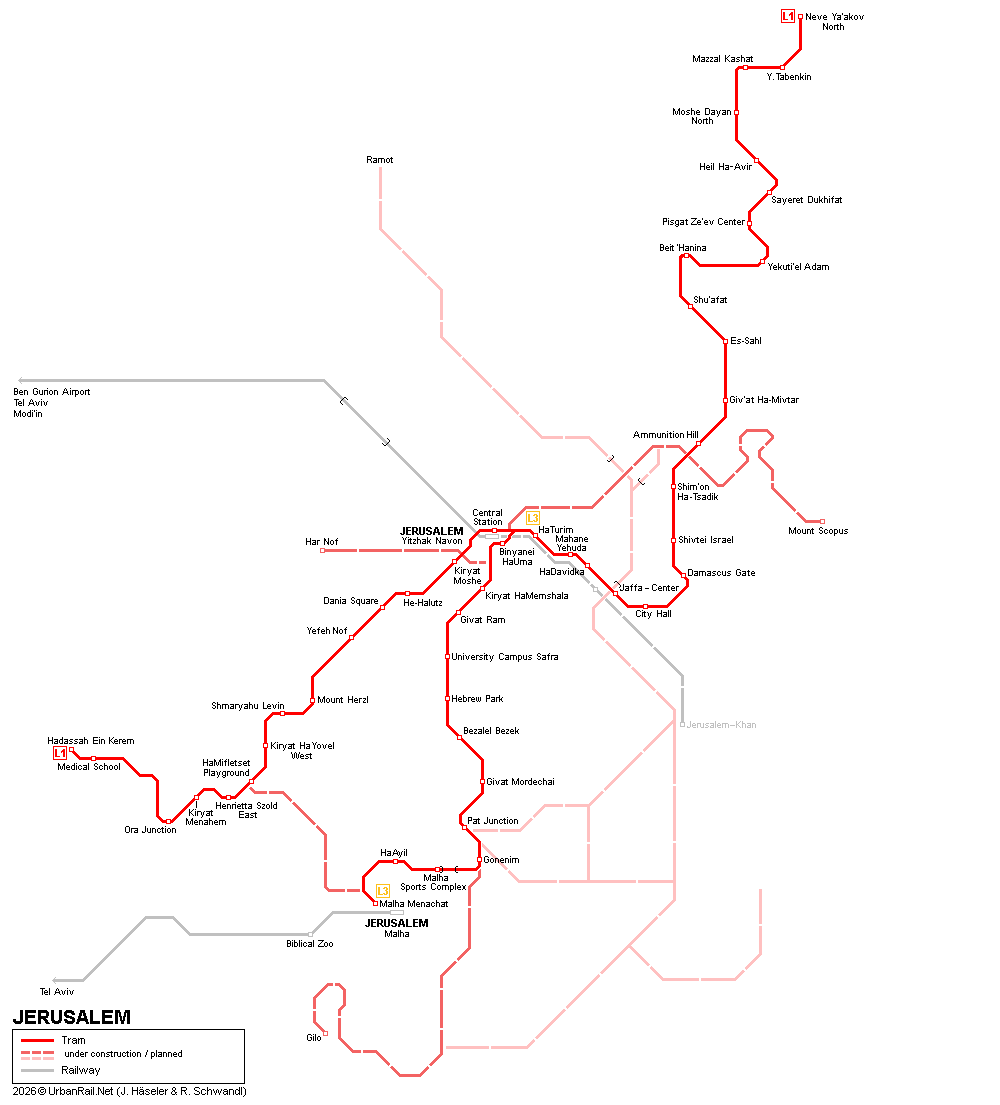 L1
Neve Ya'akov
North
Mazzal Kashat
Y.Tabenkin
Moshe Dayan
North
Ramot
Heil Ha-Avir
Sayeret Dukhifat
Pisgat Ze'ev Center
Beit 'Hanina
Yekuti'el Adam
Shu'afat
Es-Sahl
Ben Gurion Airport
Tel Aviv
Modi'in
Giv'at Ha-Mivtar
Ammunition Hill
Shim'on
Ha-Tsadik
Central
Station
L3
JERUSALEM
Yitzhak Navon
HaTurim
Mahane
Yehuda
Mount Scopus
Har Nof
Binyanei
HaUma
Shivtei Israel
Kiryat
Moshe
HaDavidka
Damascus Gate
Jaffa - Center
Kiryat HaMemshala
Dania Square
He-Halutz
City Hall
Givat Ram
Yefeh Nof
University Campus Safra
Mount Herzl
Hebrew Park
Shmaryahu Levin
Jerusalem-Khan
Bezalel Bezek
Hadassah Ein Kerem
L1
Medical School
Kiryat HaYovel
West
HaMifletset
Playground
Givat Mordechai
Henrietta Szold
East
Kiryat
Menahem
Ora Junction
Pat Junction
HaAyil
Gonenim
Malha
Sports Complex
L3
Malha Menachat
JERUSALEM
Malha
Biblical Zoo
Tel Aviv
Gilo
JERUSALEM
Tram
under construction / planned
Railway
2026 © UrbanRail.Net (J. Häseler & R. Schwandl)